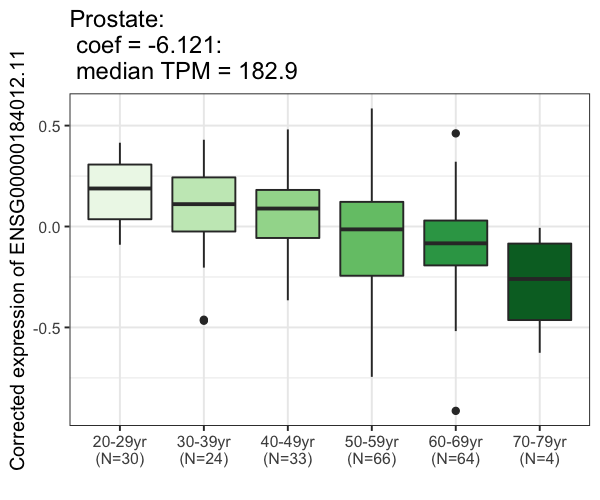 Prostate:
coef = -6.121:
median TPM = 182.9
Corrected expression of ENSG00000184012.11
0.5
0.0
-0.5
20-29yr 30-39yr 40-49yr 50-59yr 60-69yr 70-79yr
(N=30) (N=24) (N=33) (N=66) (N=64) (N=4)